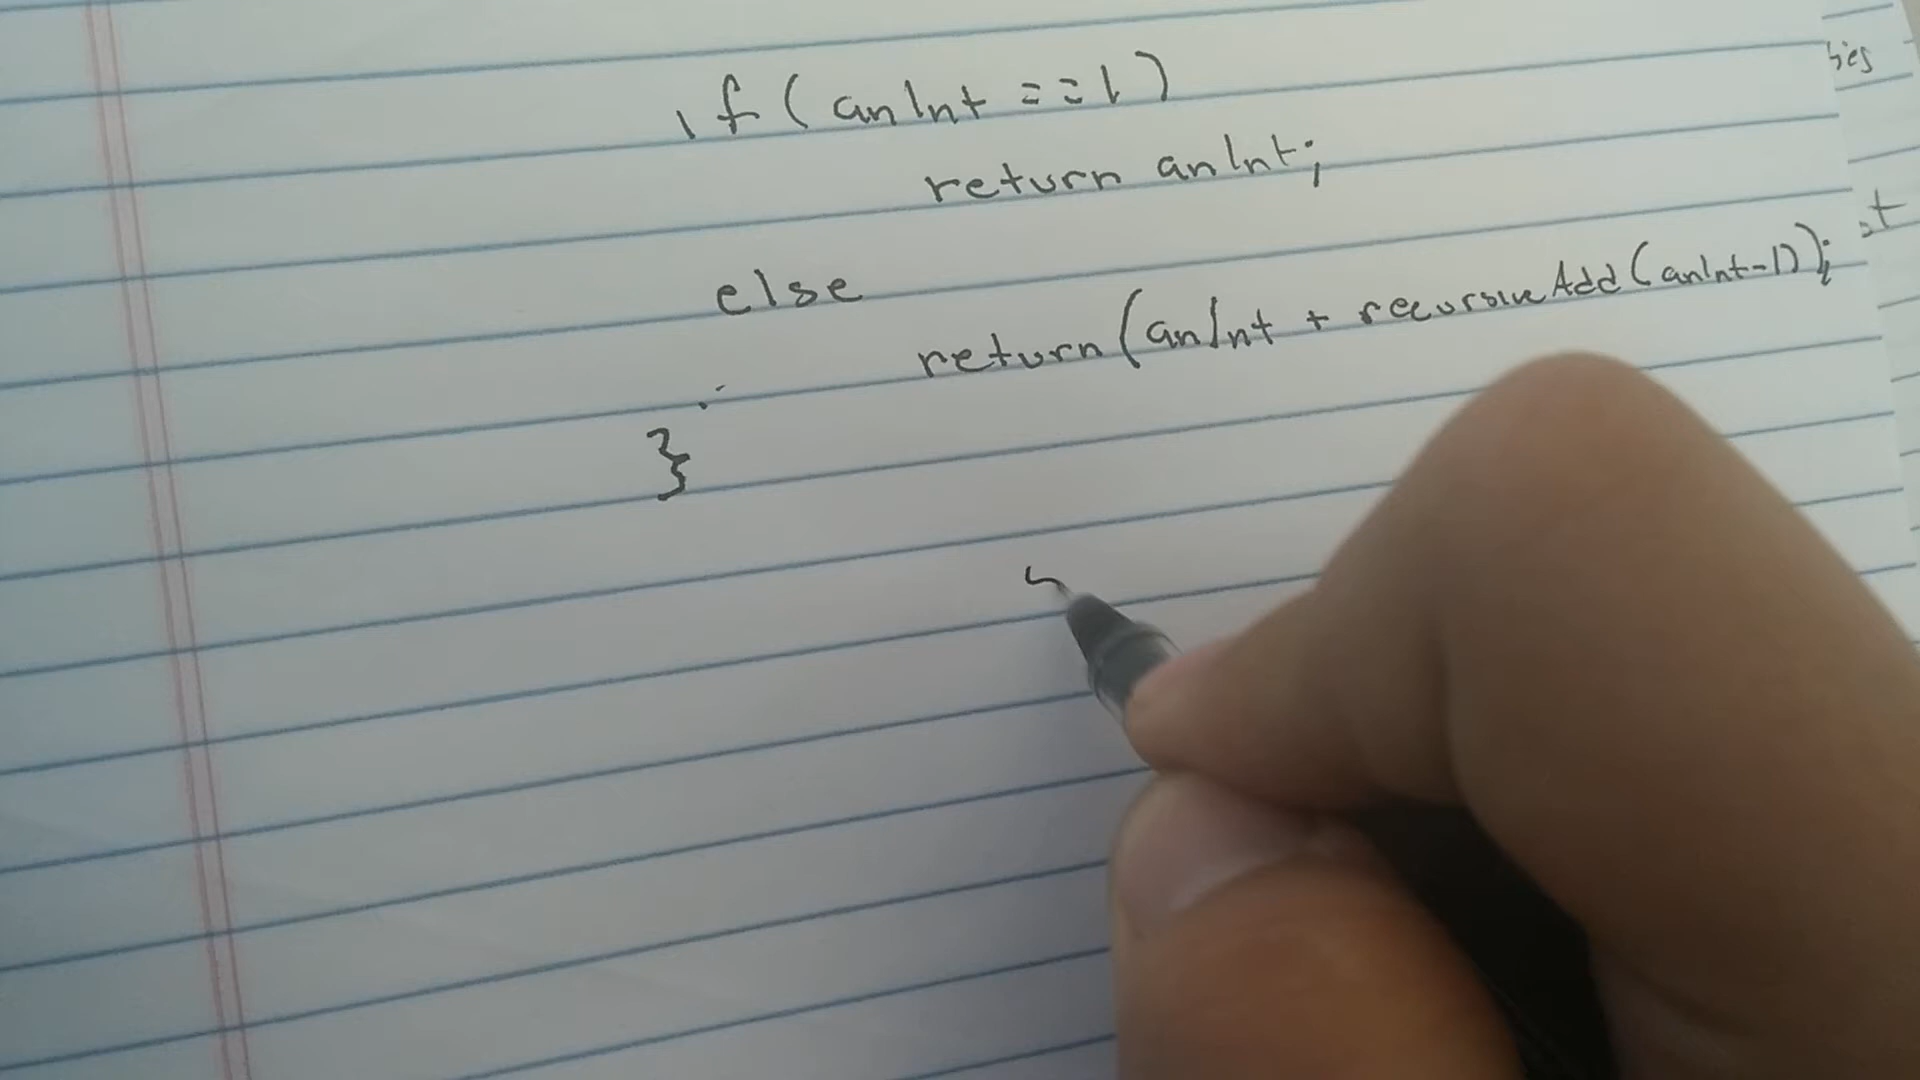 if (anInt == 1)
return anInt;
else
return (anInt + recursiveAdd (anInt-1);
}